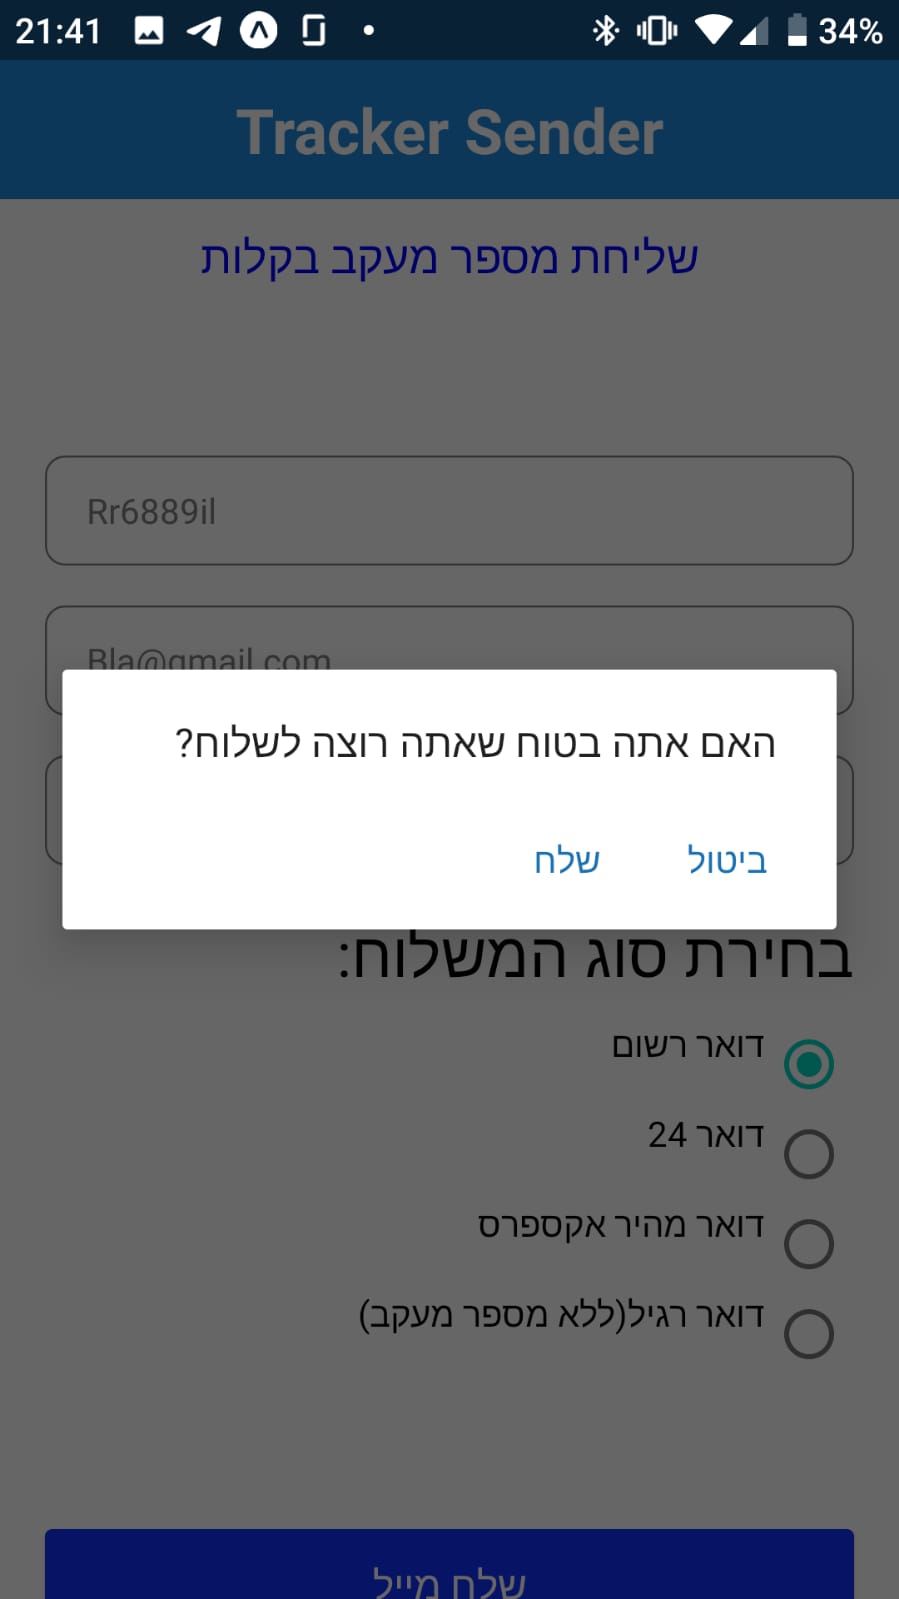 21:41 34%
Tracker Sender
שליחת מספר מעקב בקלות
Rr6889il
Bla@gmail.com
האם אתה בטוח שאתה רוצה לשלוח?
ביטול שלח
בחירת סוג המשלוח:
דואר רשום
דואר 24
דואר מהיר אקספרס
דואר רגיל(ללא מספר מעקב)
שלח מייל